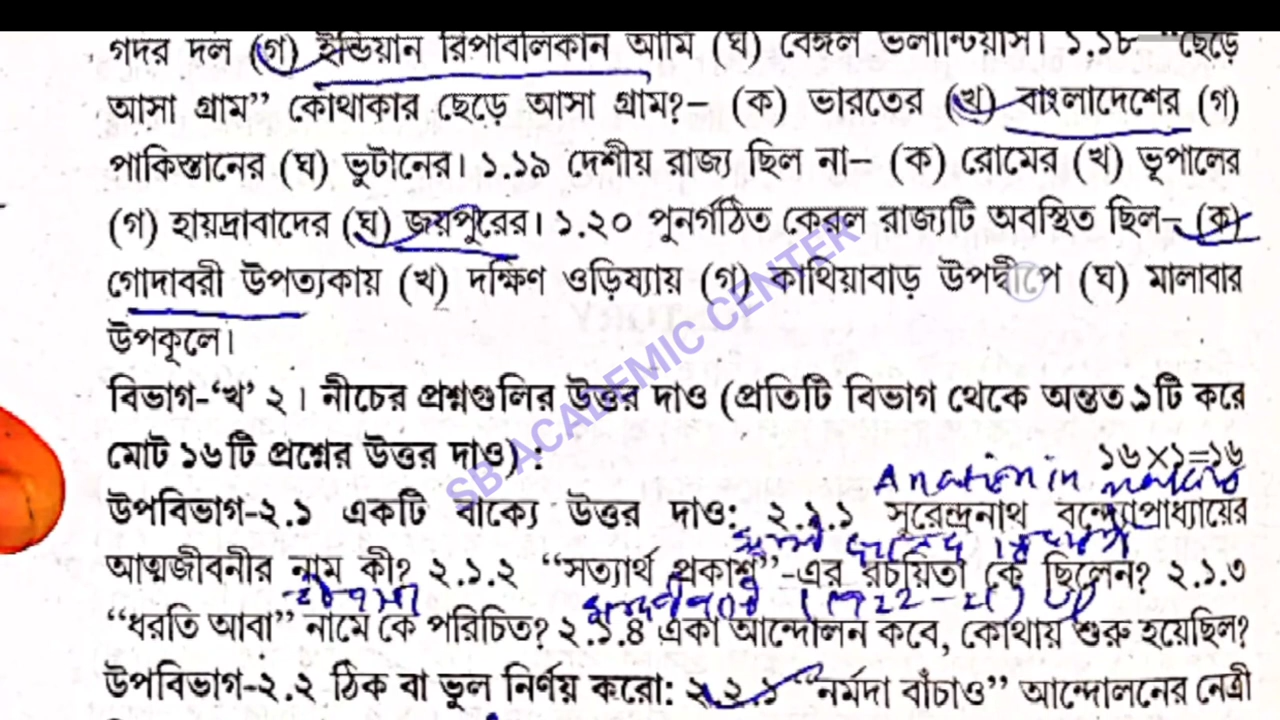 গদর দল (গ) ইন্ডিয়ান রিপাবলিকান আর্মি (ঘ) বেঙ্গল ভলান্টিয়ার্স। ১.১৮ "ছেড়ে
আসা গ্রাম" কোথাকার ছেড়ে আসা গ্রাম?– (ক) ভারতের (খ) বাংলাদেশের (গ)
পাকিস্তানের (ঘ) ভুটানের। ১.১৯ দেশীয় রাজ্য ছিল না– (ক) রোমের (খ) ভূপালের
(গ) হায়দ্রাবাদের (ঘ) জয়পুরের। ১.২০ পুনর্গঠিত কেরল রাজ্যটি অবস্থিত ছিল– (ক)
গোদাবরী উপত্যকায় (খ) দক্ষিণ ওড়িষ্যায় (গ) কাথিয়াবাড় উপদ্বীপে (ঘ) মালাবার
উপকূলে।
বিভাগ-'খ' ২। নীচের প্রশ্নগুলির উত্তর দাও (প্রতিটি বিভাগ থেকে অন্তত ১টি করে
মোট ১৬টি প্রশ্নের উত্তর দাও) : ১৬×১=১৬
A nation in
উপবিভাগ-২.১ একটি বাক্যে উত্তর দাও: ২.১.১ সুরেন্দ্রনাথ বন্দ্যোপাধ্যায়ের
আত্মজীবনীর নাম কী? ২.১.২ "সত্যার্থ প্রকাশ"-এর রচয়িতা কে ছিলেন? ২.১.৩
"ধরতি আবা" নামে কে পরিচিত? ২.১.৪ একা আন্দোলন কবে, কোথায় শুরু হয়েছিল?
উপবিভাগ-২.২ ঠিক বা ভুল নির্ণয় করো: ২.২.১ "নর্মদা বাঁচাও" আন্দোলনের নেত্রী
SB ACADEMIC CENTER